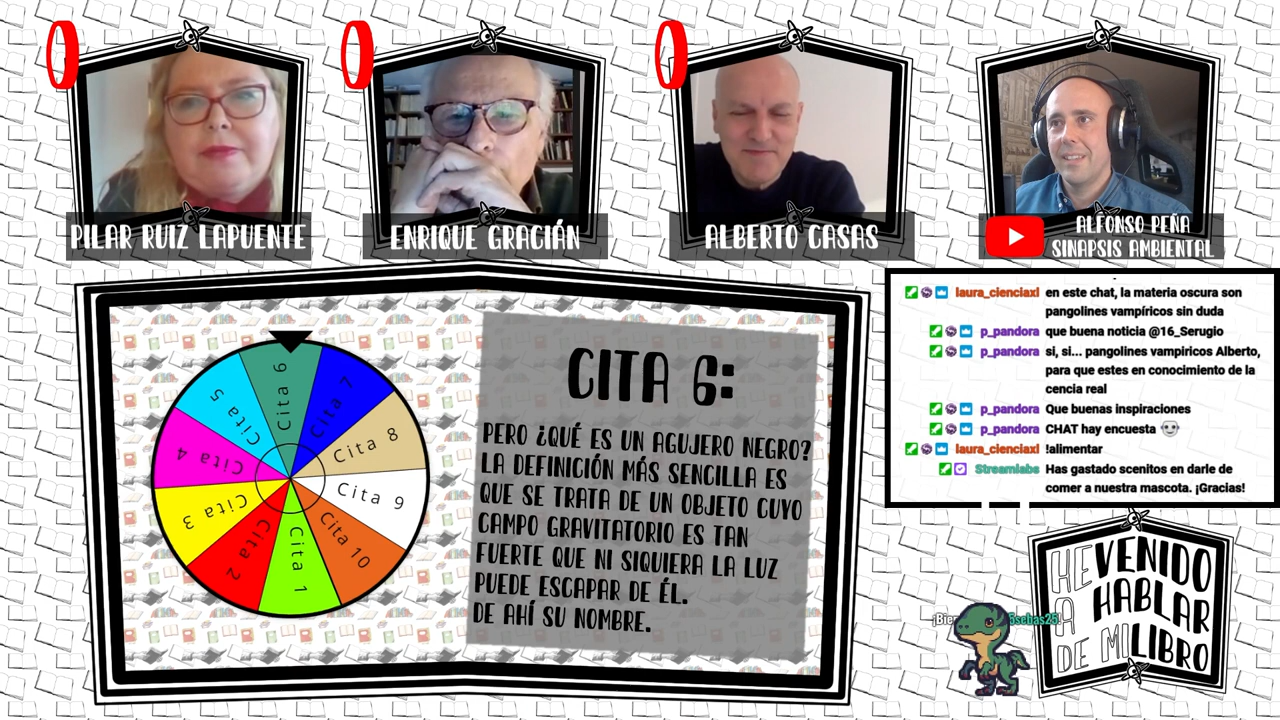 0
0
0
PILAR RUIZ LAPUENTE
ENRIQUE GRACIÁN
ALBERTO CASAS
ALFONSO PEÑA
SINAPSIS AMBIENTAL
Cita 6
Cita 7
Cita 8
Cita 9
Cita 10
Cita 1
Cita 2
Cita 3
Cita 4
Cita 5
CITA 6:
PERO ¿QUÉ ES UN AGUJERO NEGRO?
LA DEFINICIÓN MÁS SENCILLA ES
QUE SE TRATA DE UN OBJETO CUYO
CAMPO GRAVITATORIO ES TAN
FUERTE QUE NI SIQUIERA LA LUZ
PUEDE ESCAPAR DE ÉL.
DE AHÍ SU NOMBRE.
laura_cienciaxl en este chat, la materia oscura son
pangolines vampíricos sin duda
p_pandora que buena noticia @16_Serugio
p_pandora si, si... pangolines vampiricos Alberto,
para que estes en conocimiento de la
cencia real
p_pandora Que buenas inspiraciones
p_pandora CHAT hay encuesta
laura_cienciaxl !alimentar
Streamlabs Has gastado scenitos en darle de
comer a nuestra mascota. ¡Gracias!
HE VENIDO
A HABLAR
DE MI LIBRO